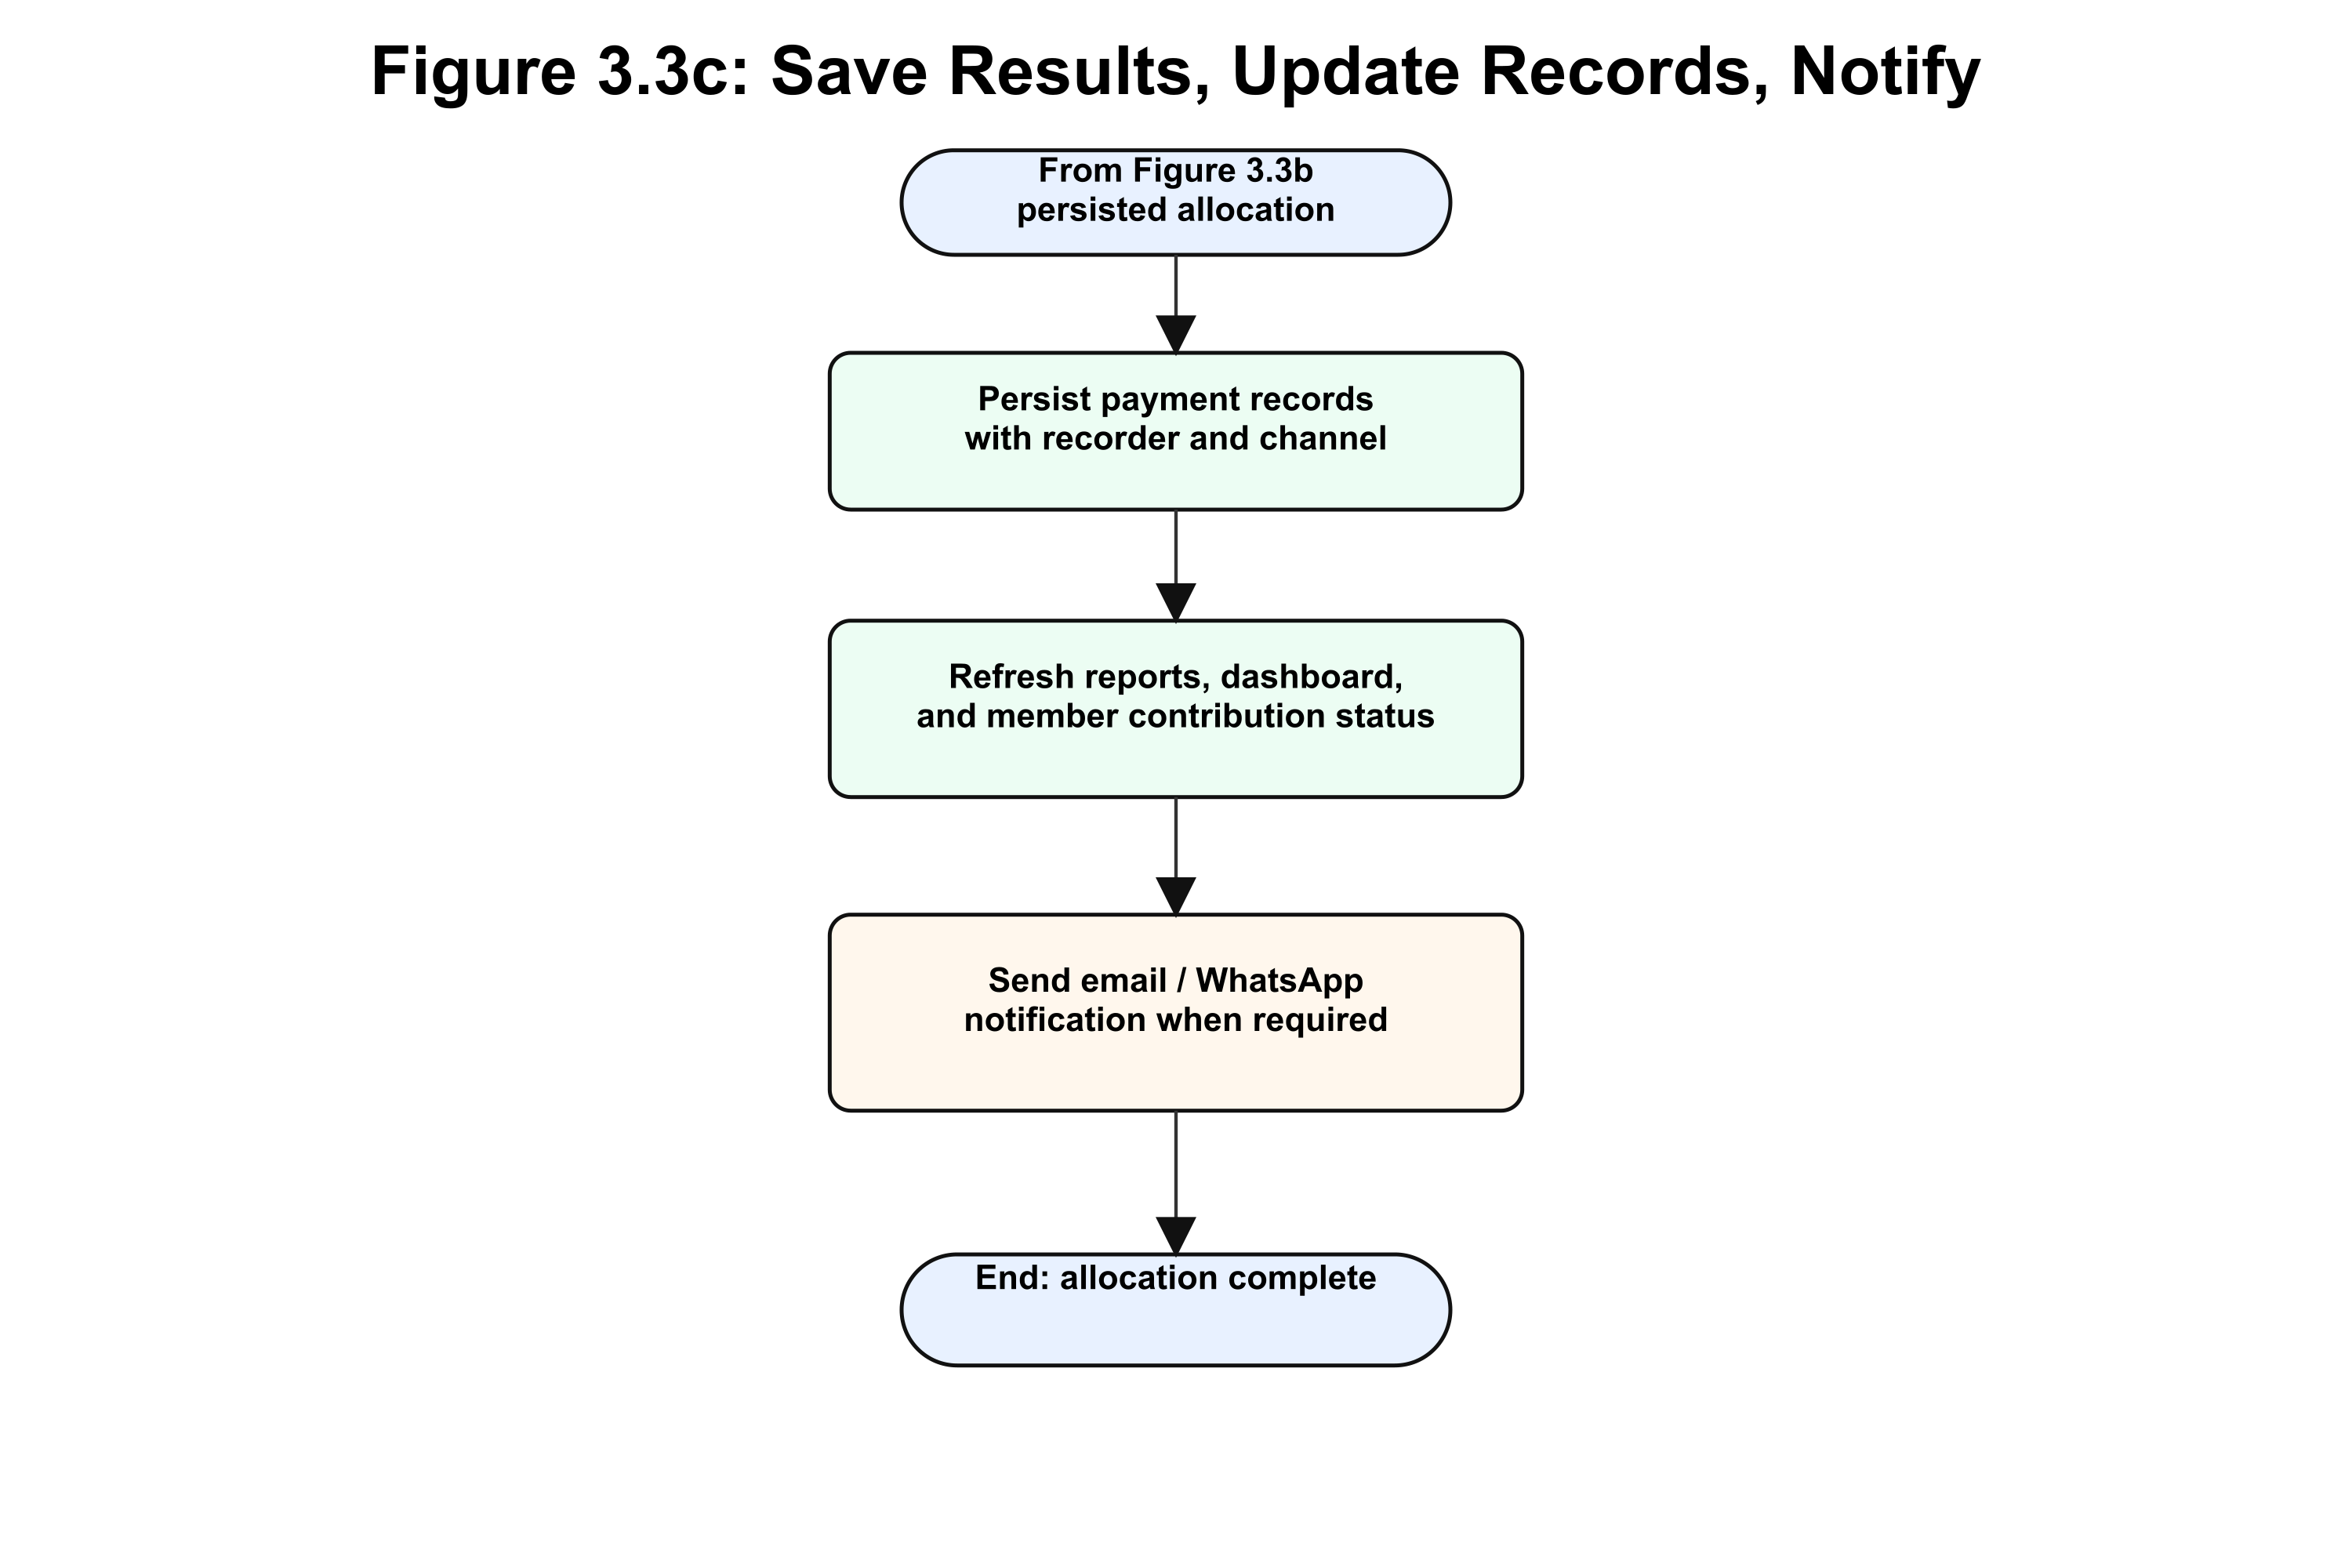 Figure 3.3c: Save Results, Update Records, Notify
From Figure 3.3b
persisted allocation
Persist payment records
with recorder and channel
Refresh reports, dashboard,
and member contribution status
Send email / WhatsApp
notification when required
End: allocation complete